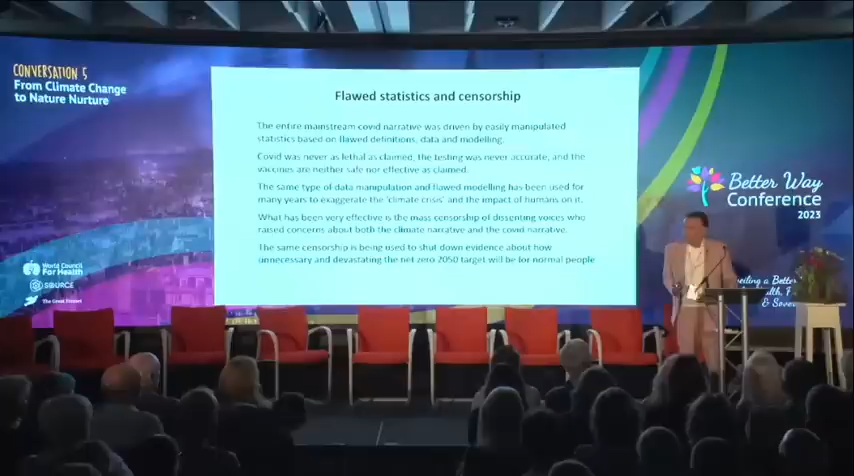 CONVERSATION 5
From Climate Change
to Nature Nurture
Flawed statistics and censorship
The entire mainstream covid narrative was driven by easily manipulated
statistics based on flawed definitions, data and modelling.
Covid was never as lethal as claimed, the testing was never accurate, and the
vaccines are neither safe nor effective as claimed.
The same type of data manipulation and flawed modelling has been used for
many years to exaggerate the 'climate crisis' and the impact of humans on it.
What has been very effective is the mass censorship of dissenting voices who
raised concerns about both the climate narrative and the covid narrative.
The same censorship is being used to shut down evidence about how
unnecessary and devastating the net zero 2050 target will be for normal people
Better Way
Conference
2023
World Council
For Health
SOURCE
The Great
a Better
& Sove